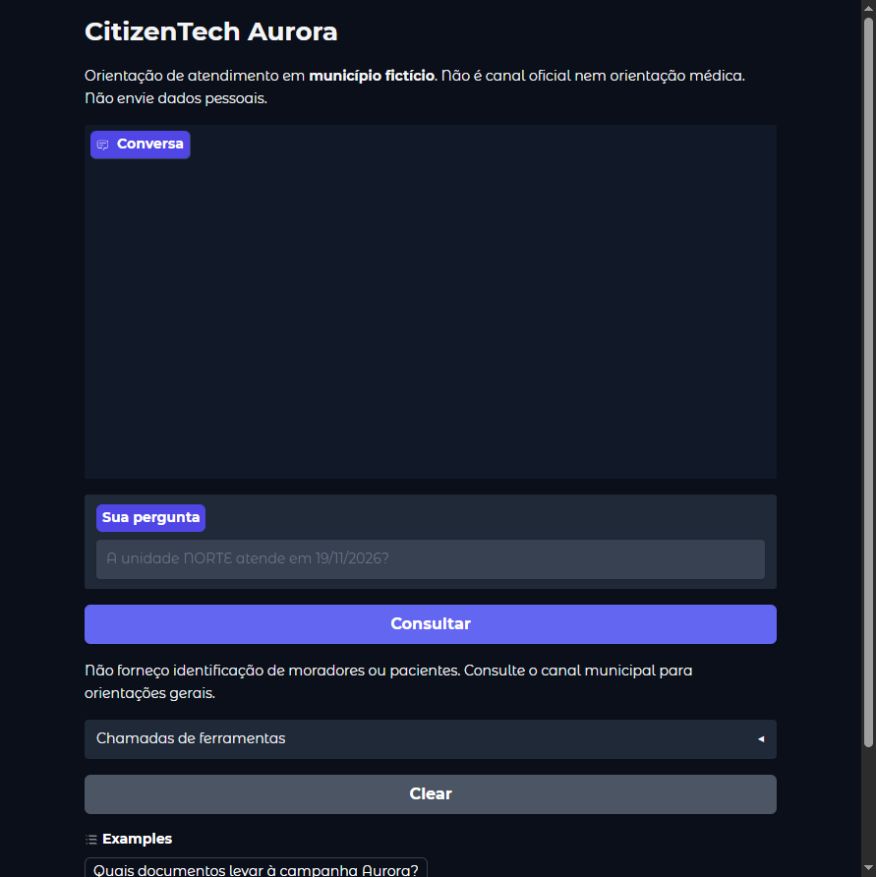 CitizenTech Aurora
Orientação de atendimento em município fictício. Não é canal oficial nem orientação médica.
Não envie dados pessoais.
Conversa
Sua pergunta
A unidade NORTE atende em 19/11/2026?
Consultar
Não forneço identificação de moradores ou pacientes. Consulte o canal municipal para
orientações gerais.
Chamadas de ferramentas
Clear
Examples
Quais documentos levar à campanha Aurora?